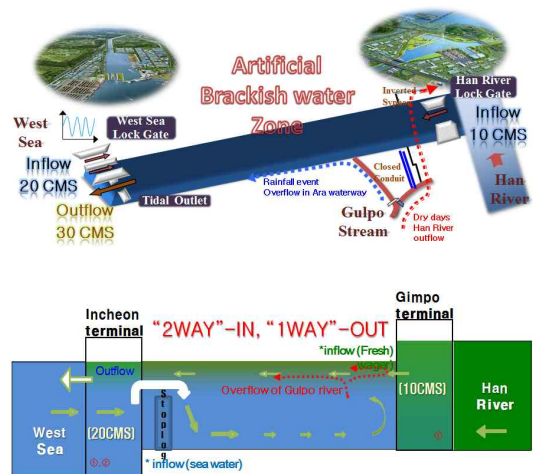 Artificial
Brackish water
Zone
Han River
Lock Gate
Inverted
Syphon
West
Sea
West Sea
Lock Gate
Inflow
10 CMS
Inflow
20 CMS
Closed
Conduit
Han
River
Rainfall event
Overflow in Ara waterway
Tidal Outlet
Outflow
30 CMS
Gulpo
Stream
Dry days
Han River
outflow
Incheon
terminal
"2WAY"-IN, "1WAY"-OUT
Gimpo
terminal
*inflow (Fresh)
Outflow
Overflow of Gulpo river
(10CMS)
Han
River
Stoplog
West
Sea
(20CMS)
①.②
①
* inflow (sea water)